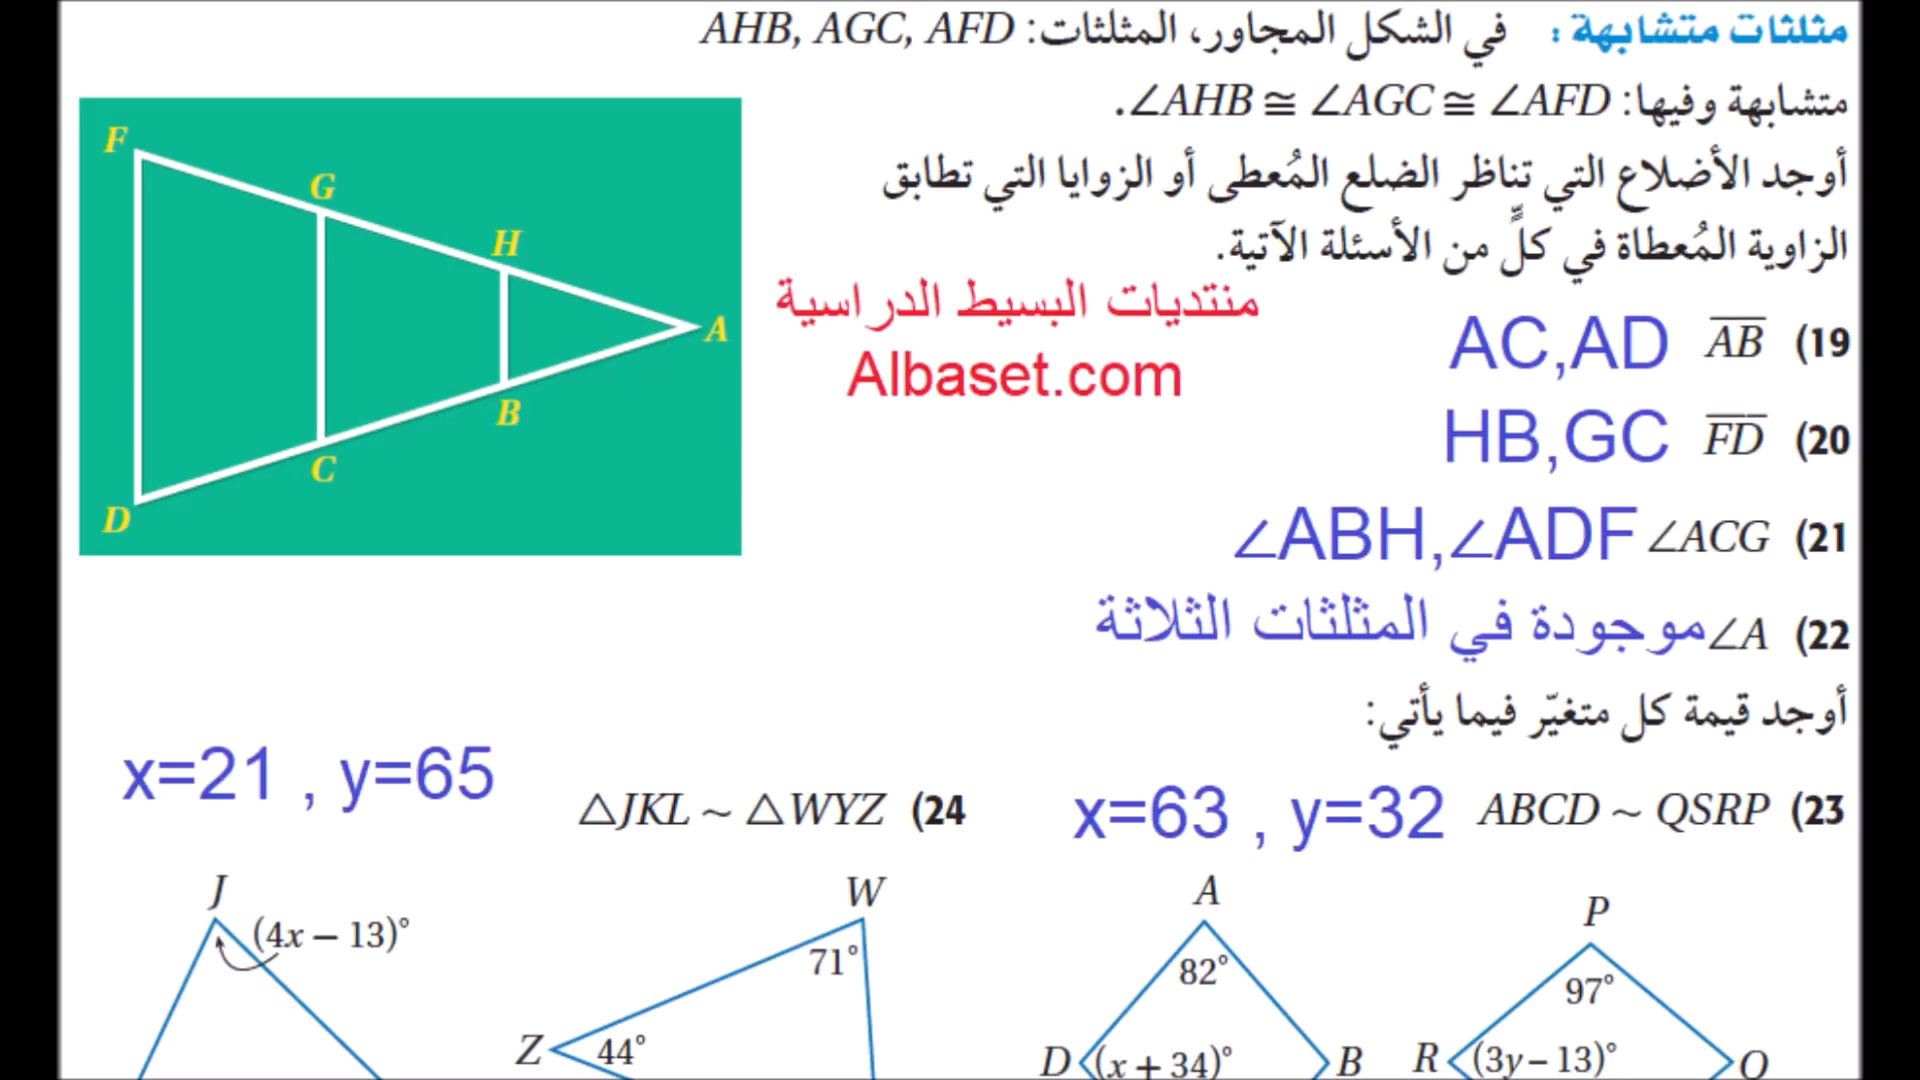 مثلثات متشابهة : في الشكل المجاور، المثلثات: AHB, AGC, AFD
متشابهة وفيها: ∠AHB ≅ ∠AGC ≅ ∠AFD.
أوجد الأضلاع التي تناظر الضلع المُعطى أو الزوايا التي تطابق
الزاوية المُعطاة في كلٍّ من الأسئلة الآتية.
F
G
H
A
B
C
D
منتديات البسيط الدراسية
Albaset.com
19) AB AC,AD
20) FD HB,GC
21) ∠ACG ∠ABH,∠ADF
22) ∠A موجودة في المثلثات الثلاثة
أوجد قيمة كل متغيّر فيما يأتي:
23) ABCD ~ QSRP x=63 , y=32
24) △JKL ~ △WYZ x=21 , y=65
A
82°
D (x + 34)° B
P
97°
R (3y – 13)° Q
J
(4x – 13)°
W
71°
Z 44°